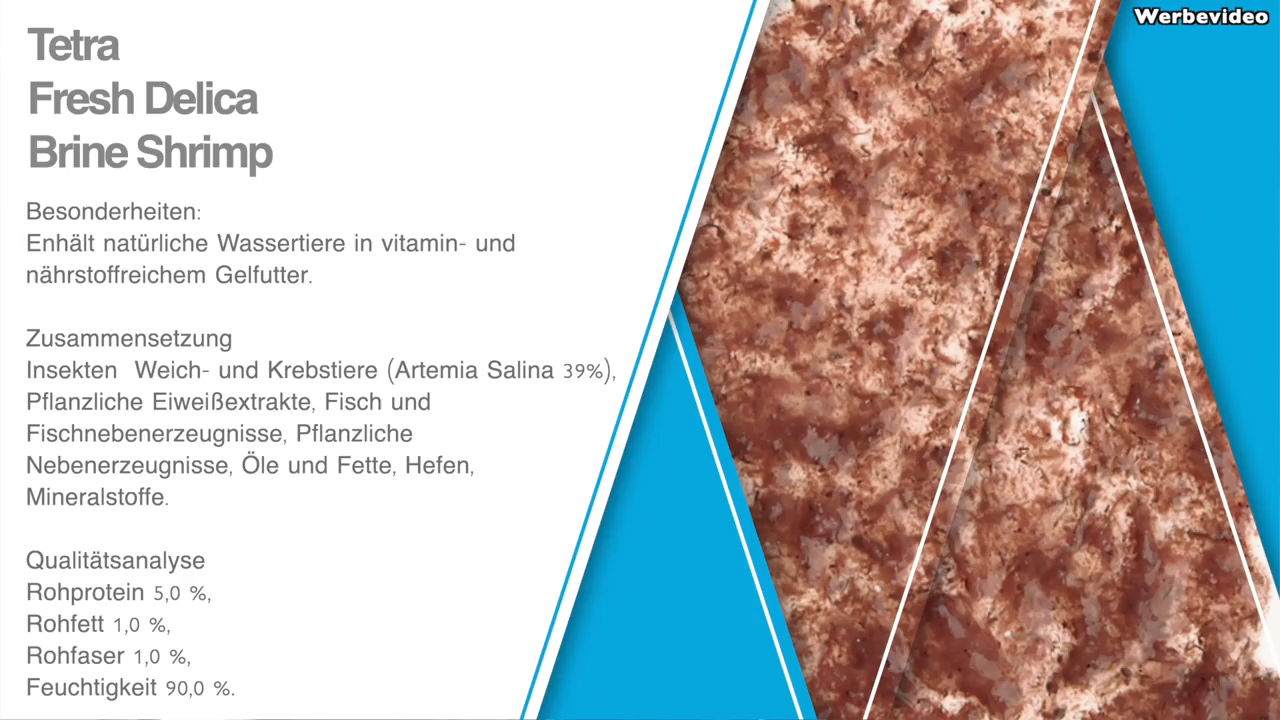 Werbevideo
Tetra
Fresh Delica
Brine Shrimp
Besonderheiten:
Enhält natürliche Wassertiere in vitamin- und
nährstoffreichem Gelfutter.
Zusammensetzung
Insekten  Weich- und Krebstiere (Artemia Salina 39%),
Pflanzliche Eiweißextrakte, Fisch und
Fischnebenerzeugnisse, Pflanzliche
Nebenerzeugnisse, Öle und Fette, Hefen,
Mineralstoffe.
Qualitätsanalyse
Rohprotein 5,0 %,
Rohfett 1,0 %,
Rohfaser 1,0 %,
Feuchtigkeit 90,0 %.